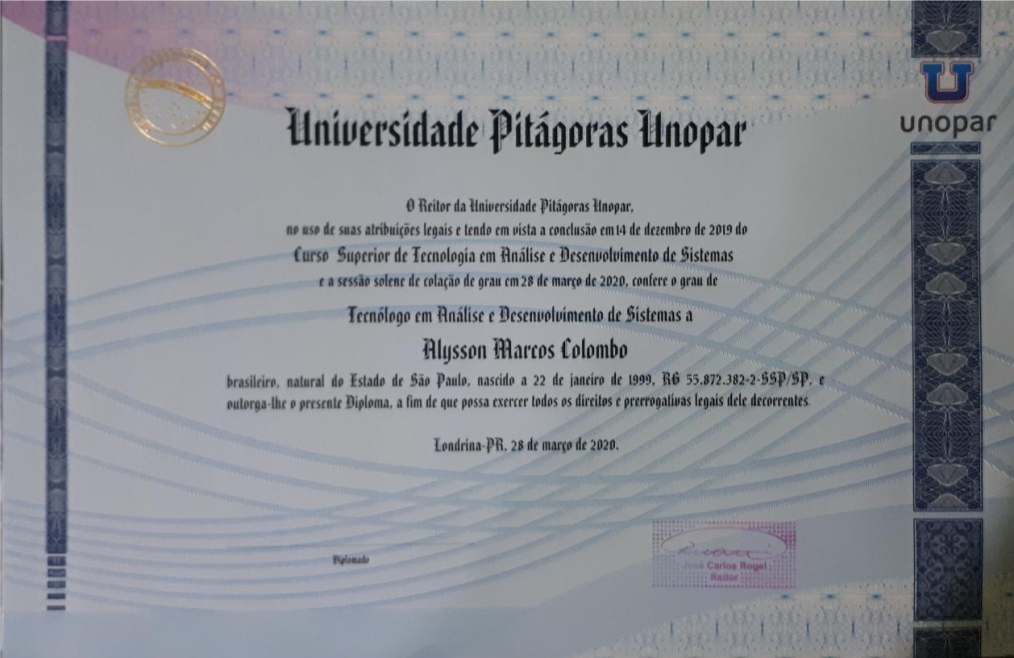 unopar
Universidade Pitágoras Unopar
O Reitor da Universidade Pitágoras Unopar,
no uso de suas atribuições legais e tendo em vista a conclusão em 14 de dezembro de 2019 do
Curso Superior de Tecnologia em Análise e Desenvolvimento de Sistemas
e a sessão solene de colação de grau em 28 de março de 2020, confere o grau de
Tecnólogo em Análise e Desenvolvimento de Sistemas a
Alysson Marcos Colombo
brasileiro, natural do Estado de São Paulo, nascido a 22 de janeiro de 1999, RG 55.872.382-2-SSP/SP, e
outorga-lhe o presente Diploma, a fim de que possa exercer todos os direitos e prerrogativas legais dele decorrentes.
Londrina-PR, 28 de março de 2020.
Diplomado
José Carlos Rogel
Reitor